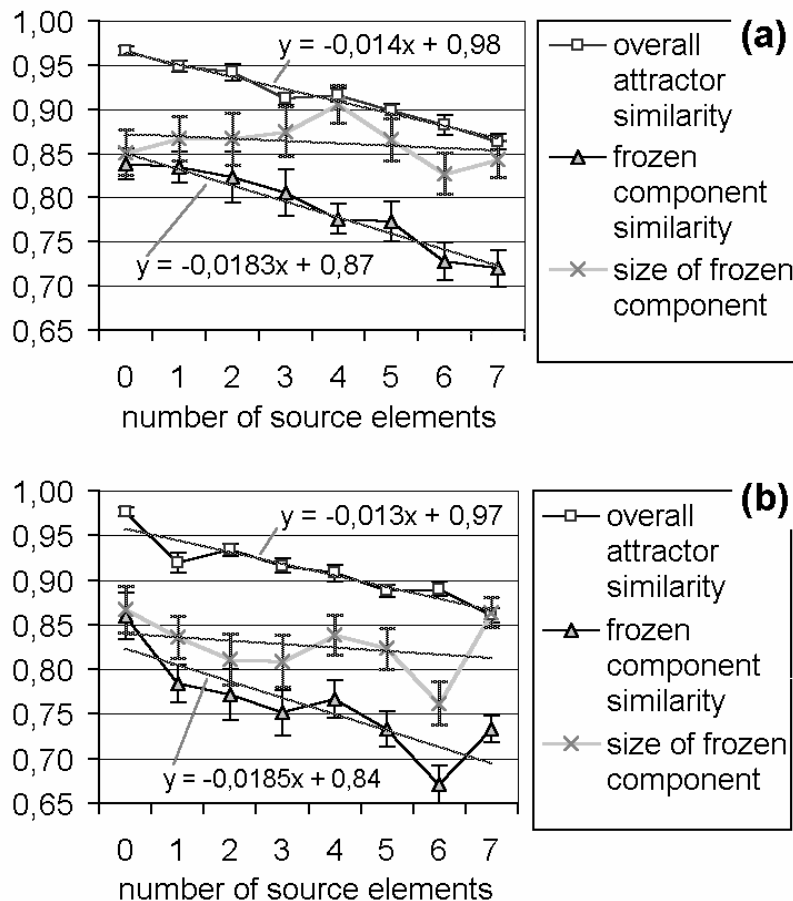 1,00
0,95
0,90
0,85
0,80
0,75
0,70
0,65
y = -0,014x + 0,98
y = -0,0183x + 0,87
0 1 2 3 4 5 6 7
number of source elements
(a)
overall
attractor
similarity
frozen
component
similarity
size of frozen
component
1,00
0,95
0,90
0,85
0,80
0,75
0,70
0,65
y = -0,013x + 0,97
y = -0,0185x + 0,84
0 1 2 3 4 5 6 7
number of source elements
(b)
overall
attractor
similarity
frozen
component
similarity
size of frozen
component